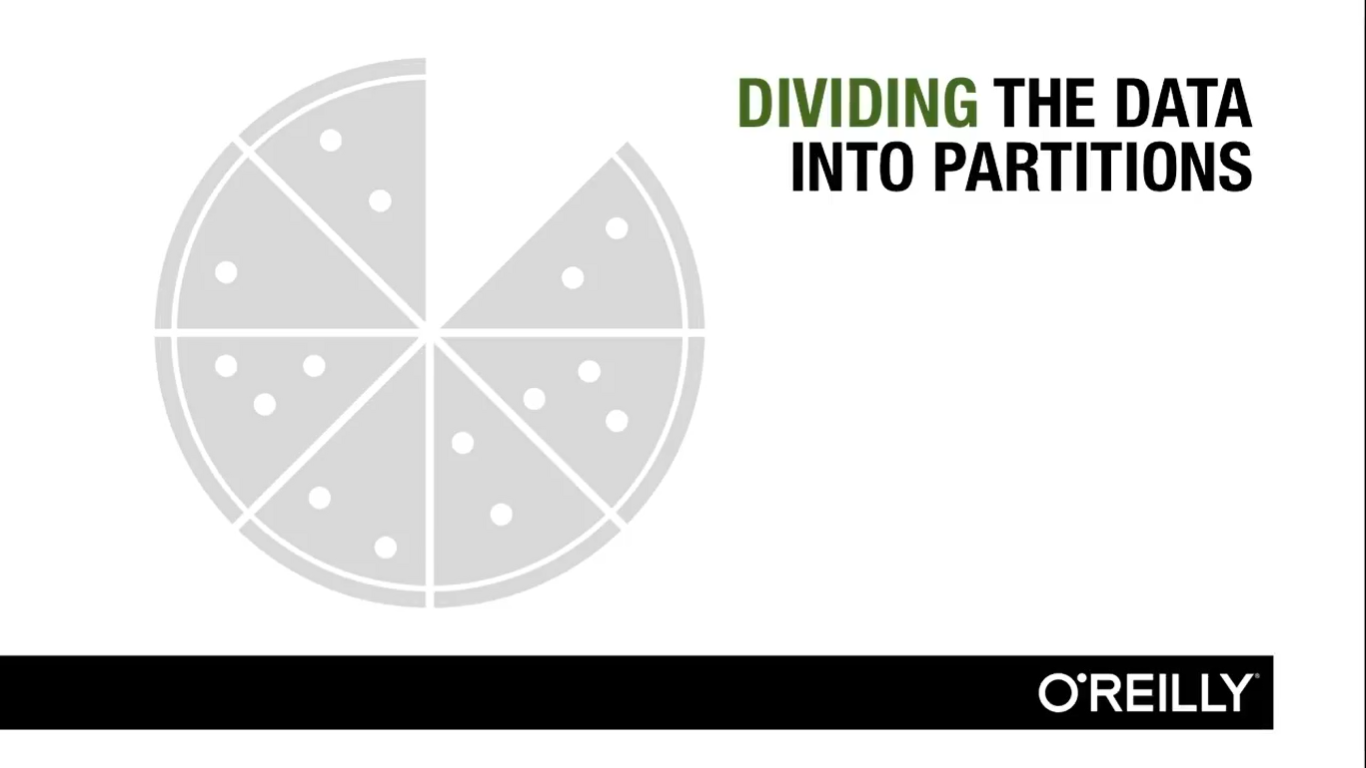 DIVIDING THE DATA
INTO PARTITIONS
O'REILLY